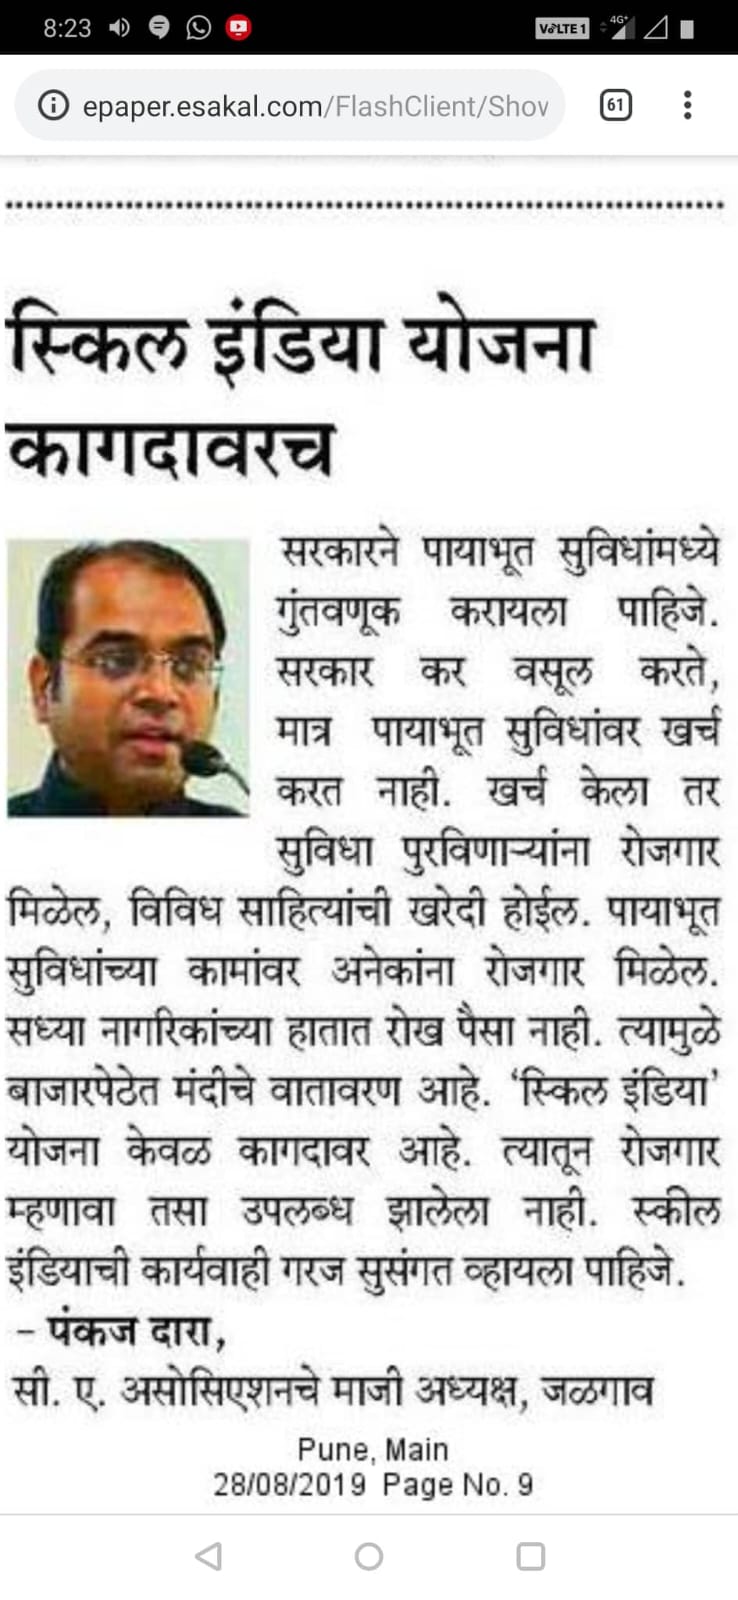 8:23
VoLTE 1 4G+
epaper.esakal.com/FlashClient/Show
61
स्किल इंडिया योजना
कागदावरच
सरकारने पायाभूत सुविधांमध्ये
गुंतवणूक करायला पाहिजे.
सरकार कर वसूल करते,
मात्र पायाभूत सुविधांवर खर्च
करत नाही. खर्च केला तर
सुविधा पुरविणाऱ्यांना रोजगार
मिळेल, विविध साहित्यांची खरेदी होईल. पायाभूत
सुविधांच्या कामांवर अनेकांना रोजगार मिळेल.
सध्या नागरिकांच्या हातात रोख पैसा नाही. त्यामुळे
बाजारपेठेत मंदीचे वातावरण आहे. ‘स्किल इंडिया’
योजना केवळ कागदावर आहे. त्यातून रोजगार
म्हणावा तसा उपलब्ध झालेला नाही. स्कील
इंडियाची कार्यवाही गरज सुसंगत व्हायला पाहिजे.
– पंकज दारा,
सी. ए. असोसिएशनचे माजी अध्यक्ष, जळगाव
Pune, Main
28/08/2019 Page No. 9